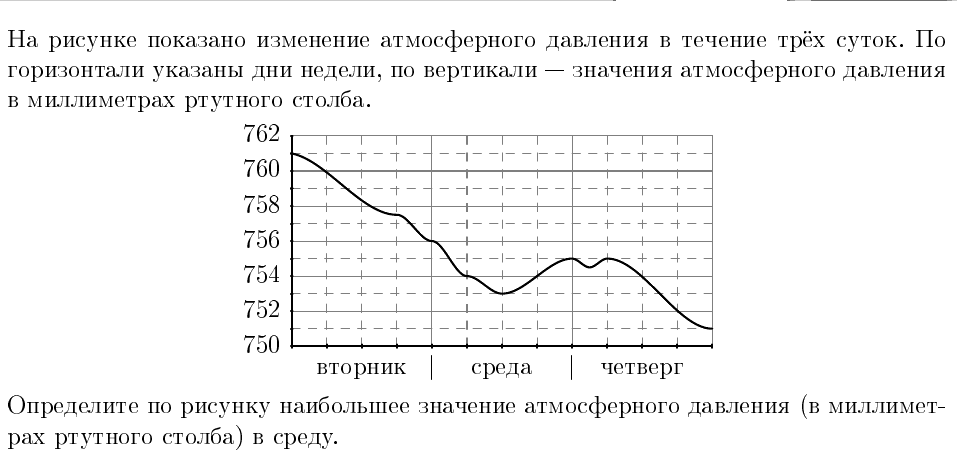 На рисунке показано изменение атмосферного давления в течение трёх суток. По
горизонтали указаны дни недели, по вертикали — значения атмосферного давления
в миллиметрах ртутного столба.
762
760
758
756
754
752
750
вторник среда четверг
Определите по рисунку наибольшее значение атмосферного давления (в миллимет-
рах ртутного столба) в среду.